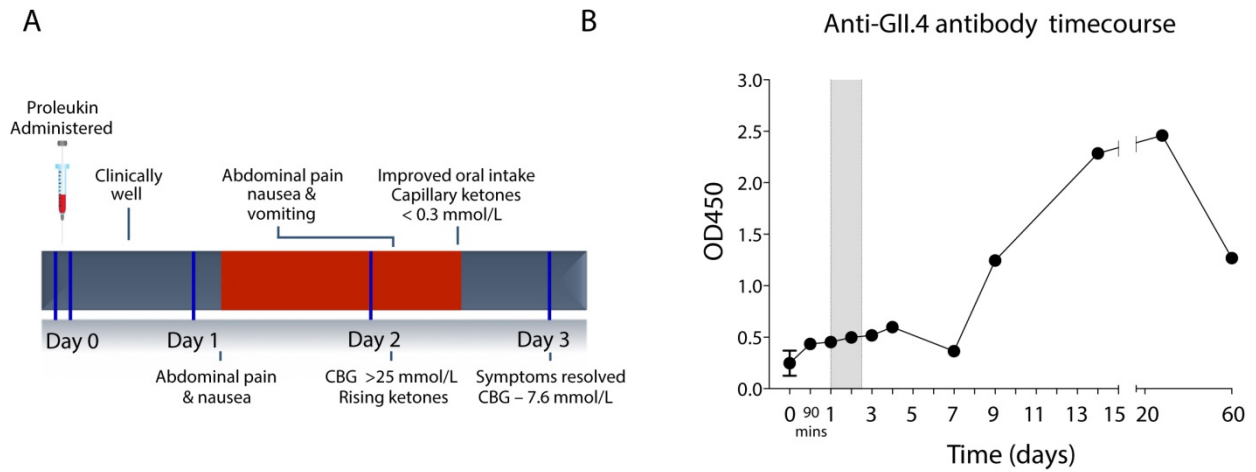 A
Proleukin
Administered
Clinically
well
Abdominal pain
nausea &
vomiting
Improved oral intake
Capillary ketones
< 0.3 mmol/L
Day 0
Day 1
Day 2
Day 3
Abdominal pain
& nausea
CBG >25 mmol/L
Rising ketones
Symptoms resolved
CBG – 7.6 mmol/L
B
Anti-GII.4 antibody timecourse
OD450
3.0
2.5
2.0
1.5
1.0
0.5
0.0
0 90 mins 1 3 5 7 9 11 13 15 20 60
Time (days)